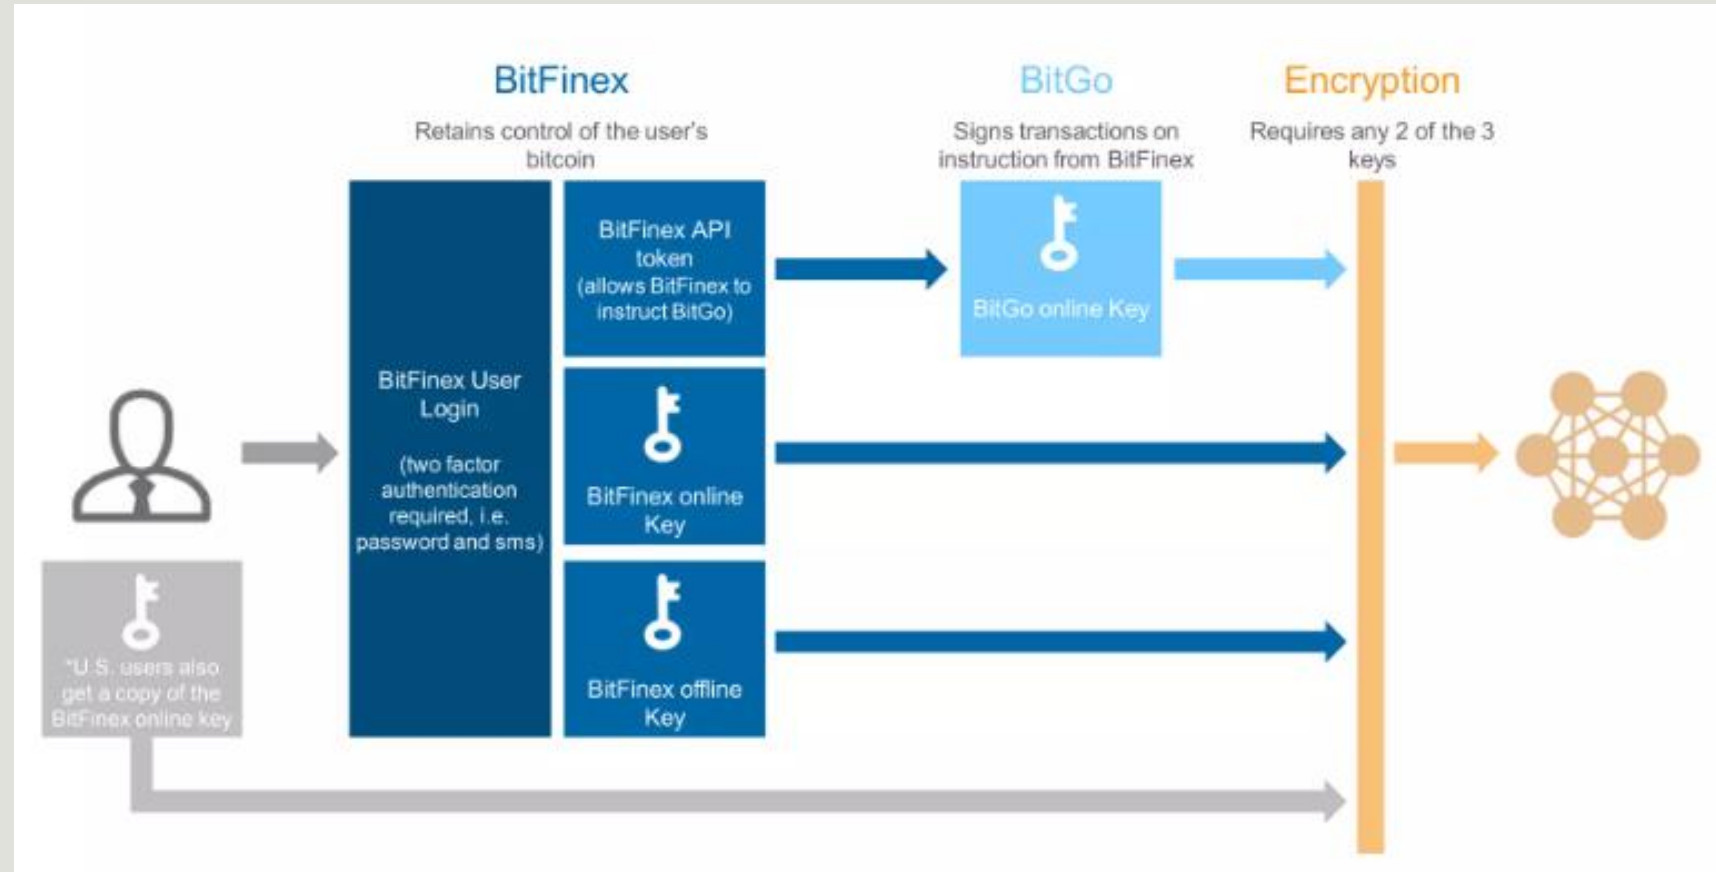 BitFinex
Retains control of the user's
bitcoin
BitGo
Signs transactions on
instruction from BitFinex
Encryption
Requires any 2 of the 3
keys
BitFinex User
Login
(two factor
authentication
required, i.e.
password and sms)
BitFinex API
token
(allows BitFinex to
instruct BitGo)
BitGo online Key
BitFinex online
Key
BitFinex offline
Key
*U.S. users also
get a copy of the
BitFinex online key